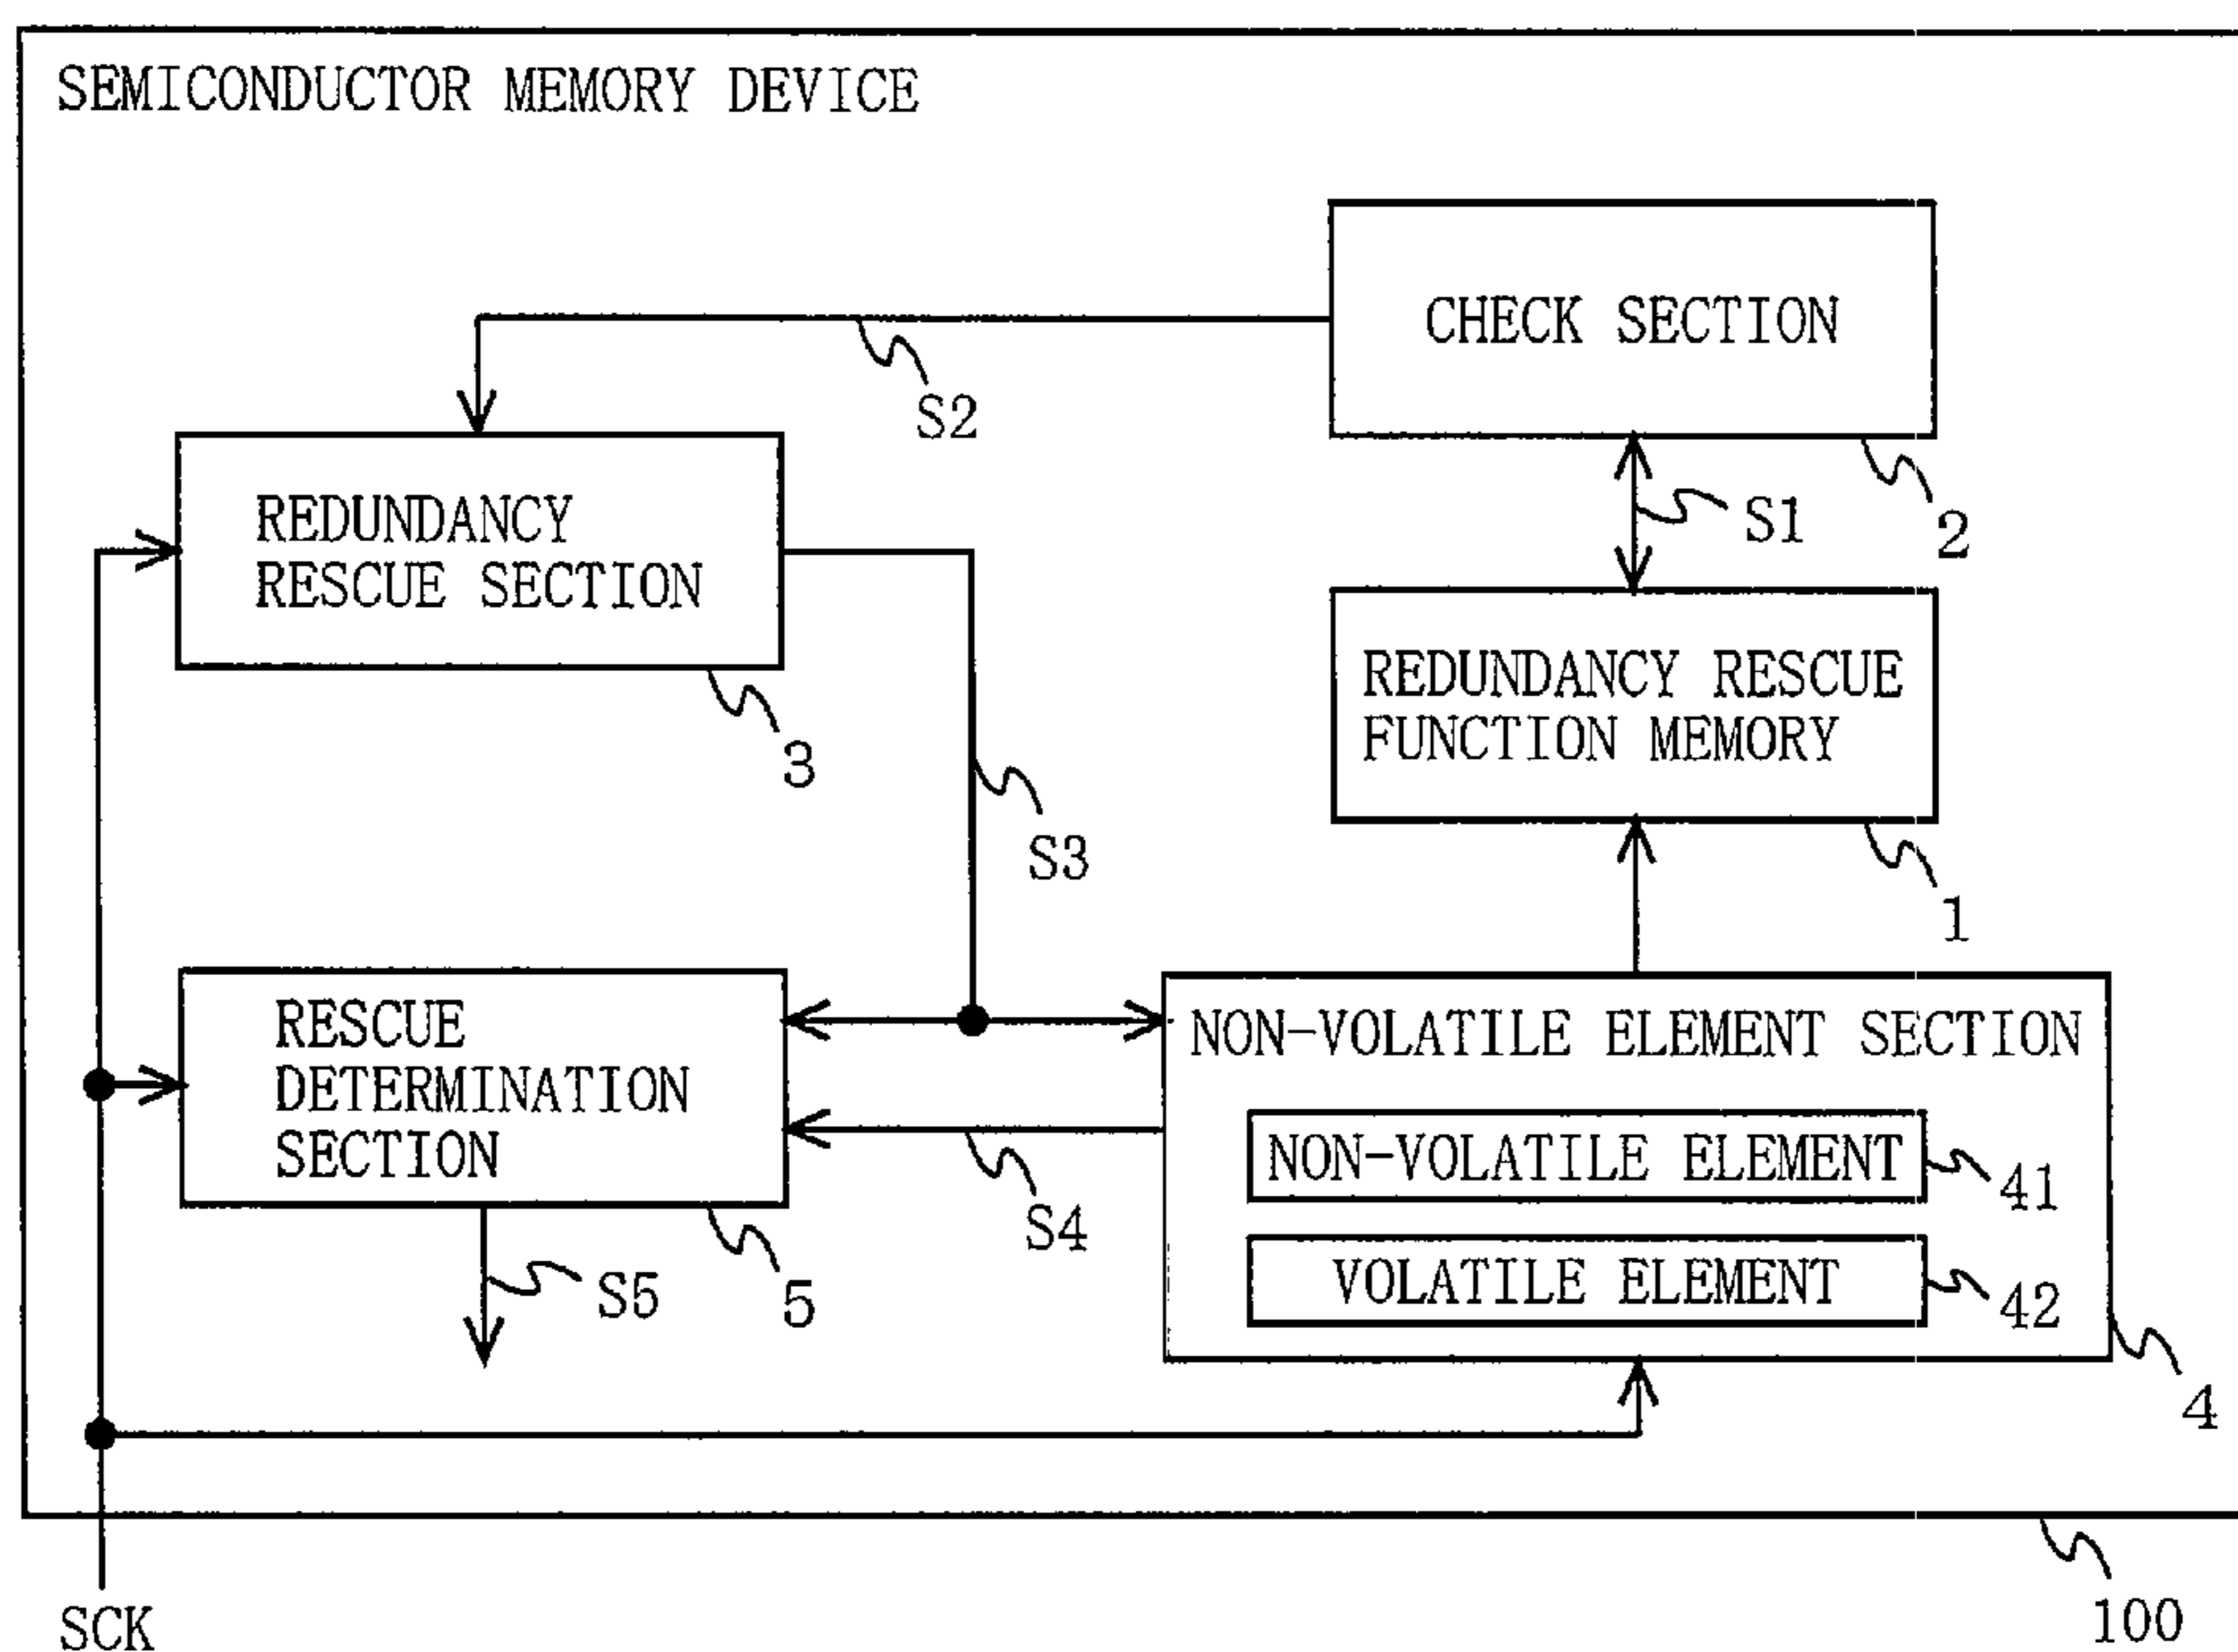 SEMICONDUCTOR MEMORY DEVICE
CHECK SECTION
S2
2
S1
REDUNDANCY
RESCUE SECTION
3
REDUNDANCY RESCUE
FUNCTION MEMORY
1
S3
RESCUE
DETERMINATION
SECTION
5
S5
S4
NON-VOLATILE ELEMENT SECTION
NON-VOLATILE ELEMENT
41
VOLATILE ELEMENT
42
4
SCK
100